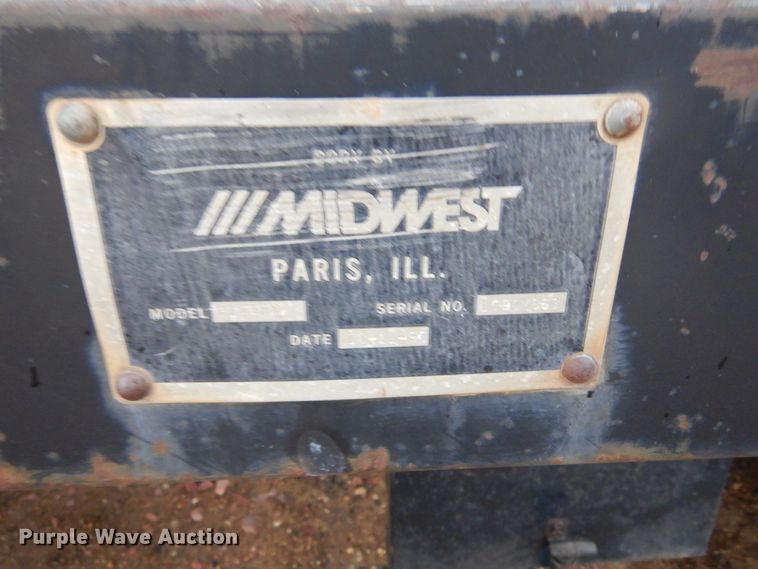 BODY BY
MIDWEST
PARIS, ILL.
MODEL SERIAL NO.
DATE
Purple Wave Auction